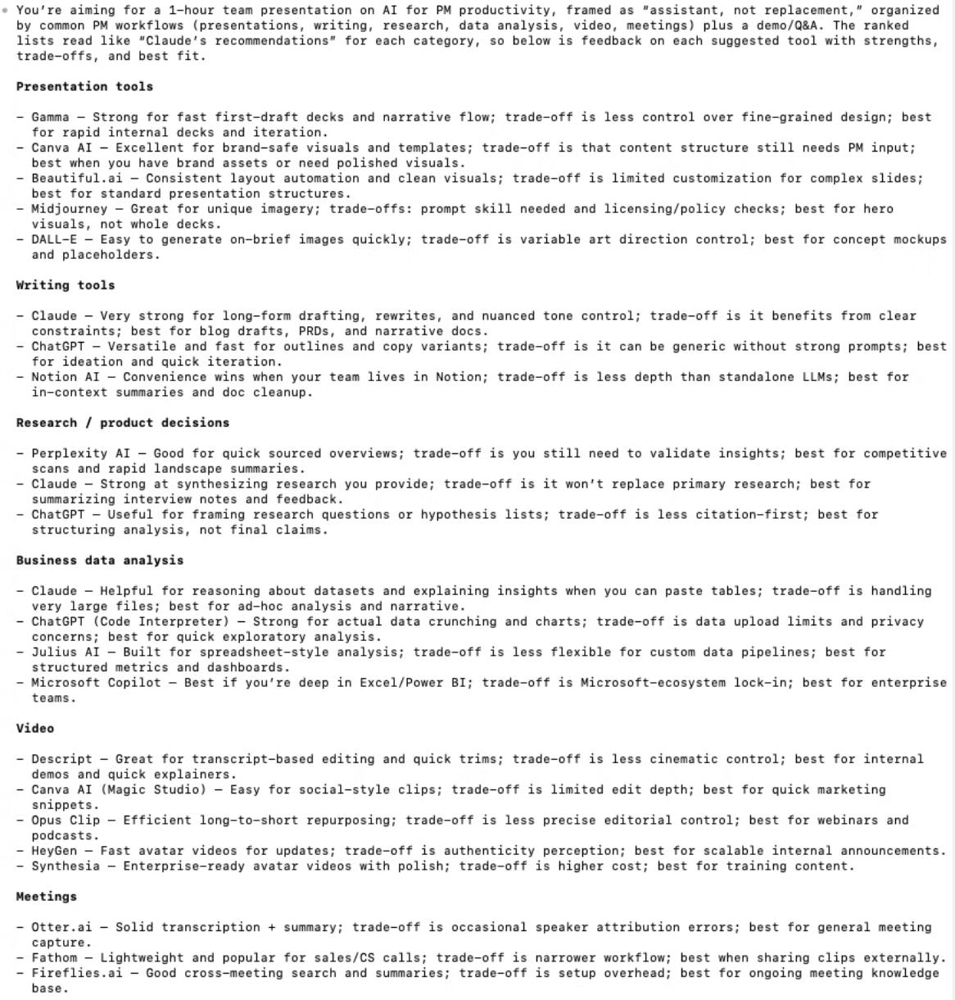 • You're aiming for a 1-hour team presentation on AI for PM productivity, framed as “assistant, not replacement,” organized
by common PM workflows (presentations, writing, research, data analysis, video, meetings) plus a demo/Q&A. The ranked
lists read like “Claude's recommendations” for each category, so below is feedback on each suggested tool with strengths,
trade-offs, and best fit.
Presentation tools
- Gamma — Strong for fast first-draft decks and narrative flow; trade-off is less control over fine-grained design; best
for rapid internal decks and iteration.
- Canva AI — Excellent for brand-safe visuals and templates; trade-off is that content structure still needs PM input;
best when you have brand assets or need polished visuals.
- Beautiful.ai — Consistent layout automation and clean visuals; trade-off is limited customization for complex slides;
best for standard presentation structures.
- Midjourney — Great for unique imagery; trade-offs: prompt skill needed and licensing/policy checks; best for hero
visuals, not whole decks.
- DALL-E — Easy to generate on-brief images quickly; trade-off is variable art direction control; best for concept mockups
and placeholders.
Writing tools
- Claude — Very strong for long-form drafting, rewrites, and nuanced tone control; trade-off is it benefits from clear
constraints; best for blog drafts, PRDs, and narrative docs.
- ChatGPT — Versatile and fast for outlines and copy variants; trade-off is it can be generic without strong prompts; best
for ideation and quick iteration.
- Notion AI — Convenience wins when your team lives in Notion; trade-off is less depth than standalone LLMs; best for
in-context summaries and doc cleanup.
Research / product decisions
- Perplexity AI — Good for quick sourced overviews; trade-off is you still need to validate insights; best for competitive
scans and rapid landscape summaries.
- Claude — Strong at synthesizing research you provide; trade-off is it won't replace primary research; best for
summarizing interview notes and feedback.
- ChatGPT — Useful for framing research questions or hypothesis lists; trade-off is less citation-first; best for
structuring analysis, not final claims.
Business data analysis
- Claude — Helpful for reasoning about datasets and explaining insights when you can paste tables; trade-off is handling
very large files; best for ad-hoc analysis and narrative.
- ChatGPT (Code Interpreter) — Strong for actual data crunching and charts; trade-off is data upload limits and privacy
concerns; best for quick exploratory analysis.
- Julius AI — Built for spreadsheet-style analysis; trade-off is less flexible for custom data pipelines; best for
structured metrics and dashboards.
- Microsoft Copilot — Best if you're deep in Excel/Power BI; trade-off is Microsoft-ecosystem lock-in; best for enterprise
teams.
Video
- Descript — Great for transcript-based editing and quick trims; trade-off is less cinematic control; best for internal
demos and quick explainers.
- Canva AI (Magic Studio) — Easy for social-style clips; trade-off is limited edit depth; best for quick marketing
snippets.
- Opus Clip — Efficient long-to-short repurposing; trade-off is less precise editorial control; best for webinars and
podcasts.
- HeyGen — Fast avatar videos for updates; trade-off is authenticity perception; best for scalable internal announcements.
- Synthesia — Enterprise-ready avatar videos with polish; trade-off is higher cost; best for training content.
Meetings
- Otter.ai — Solid transcription + summary; trade-off is occasional speaker attribution errors; best for general meeting
capture.
- Fathom — Lightweight and popular for sales/CS calls; trade-off is narrower workflow; best when sharing clips externally.
- Fireflies.ai — Good cross-meeting search and summaries; trade-off is setup overhead; best for ongoing meeting knowledge
base.